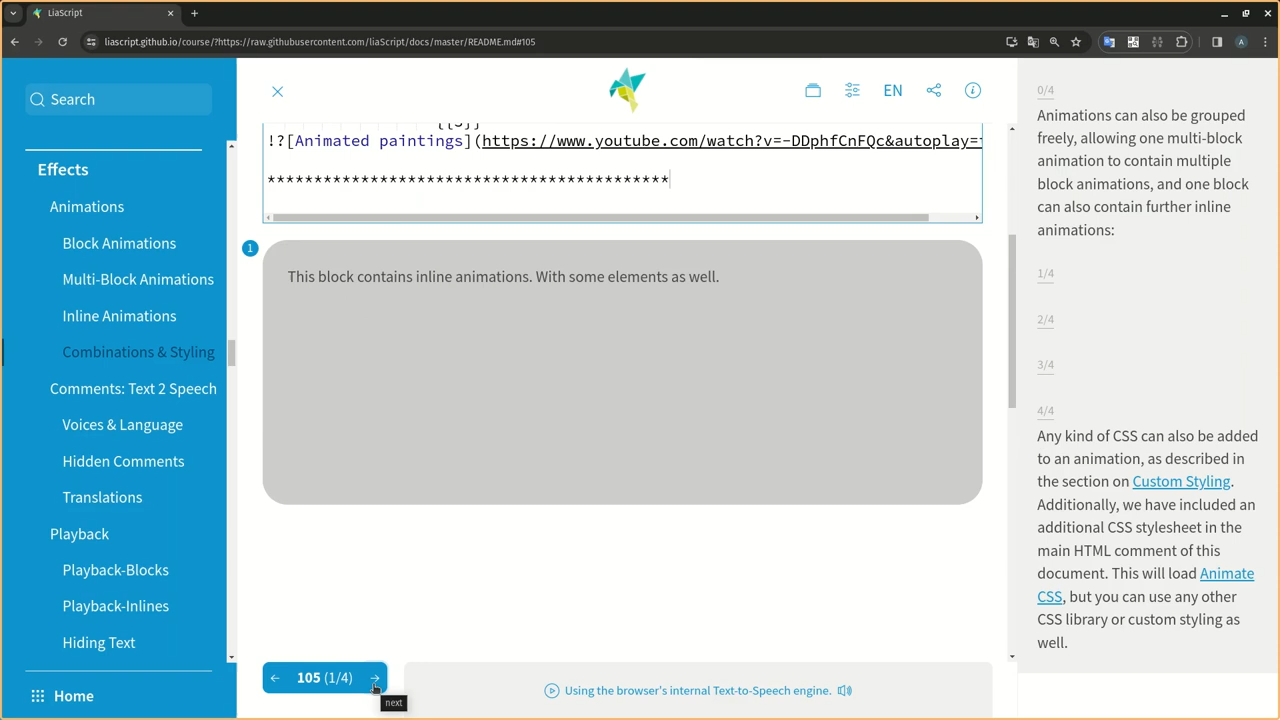 LiaScript
liascript.github.io/course/?https://raw.githubusercontent.com/liaScript/docs/master/README.md#105
A
Search
Effects
Animations
Block Animations
Multi-Block Animations
Inline Animations
Combinations & Styling
Comments: Text 2 Speech
Voices & Language
Hidden Comments
Translations
Playback
Playback-Blocks
Playback-Inlines
Hiding Text
Home
EN
!?[Animated paintings](https://www.youtube.com/watch?v=-DDphfCnFQc&autoplay=
*******************************************
1
This block contains inline animations. With some elements as well.
105 (1/4)
next
Using the browser's internal Text-to-Speech engine.
0/4
Animations can also be grouped
freely, allowing one multi-block
animation to contain multiple
block animations, and one block
can also contain further inline
animations:
1/4
2/4
3/4
4/4
Any kind of CSS can also be added
to an animation, as described in
the section on Custom Styling.
Additionally, we have included an
additional CSS stylesheet in the
main HTML comment of this
document. This will load Animate
CSS, but you can use any other
CSS library or custom styling as
well.